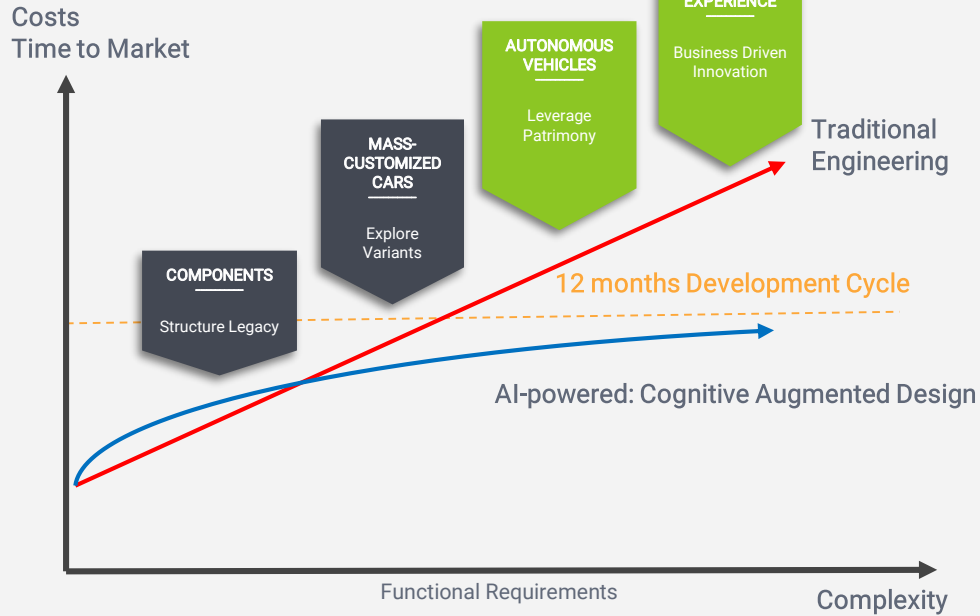 Costs
Time to Market
EXPERIENCE
Business Driven
Innovation
AUTONOMOUS
VEHICLES
Leverage
Patrimony
MASS-
CUSTOMIZED
CARS
Explore
Variants
COMPONENTS
Structure Legacy
Traditional
Engineering
12 months Development Cycle
AI-powered: Cognitive Augmented Design
Functional Requirements
Complexity